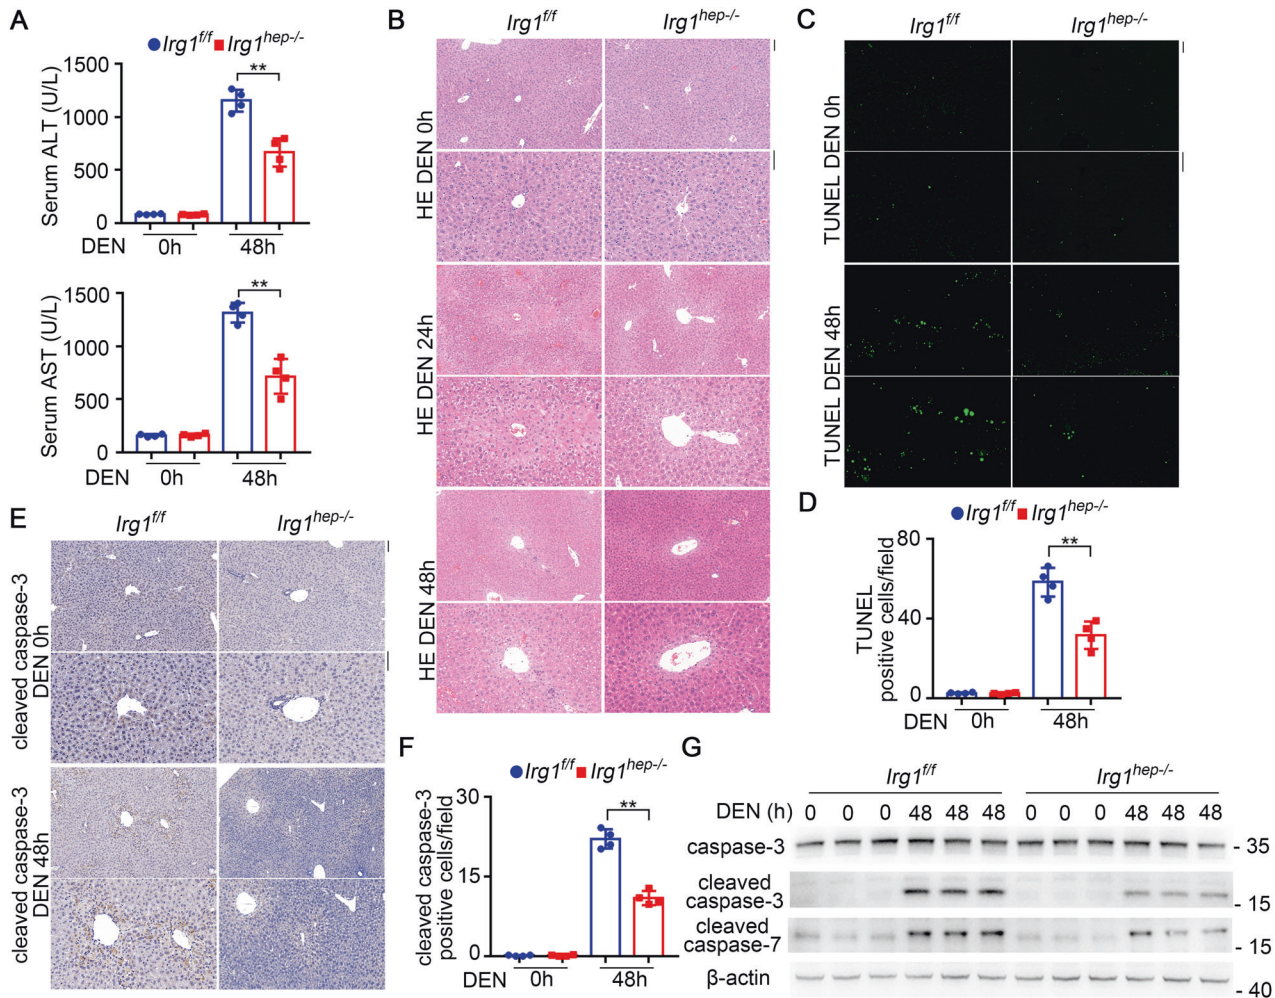 A
Irg1f/f Irg1hep-/-
Serum ALT (U/L)
1500
1000
500
0
**
DEN 0h 48h
Serum AST (U/L)
1500
1000
500
0
**
DEN 0h 48h
B
Irg1f/f Irg1hep-/-
HE DEN 0h
HE DEN 24h
HE DEN 48h
C
Irg1f/f Irg1hep-/-
TUNEL DEN 0h
TUNEL DEN 48h
D
Irg1f/f Irg1hep-/-
TUNEL
positive cells/field
80
40
0
**
DEN 0h 48h
E
Irg1f/f Irg1hep-/-
cleaved caspase-3
DEN 0h
cleaved caspase-3
DEN 48h
F
Irg1f/f Irg1hep-/-
cleaved caspase-3
positive cells/field
30
15
0
**
DEN 0h 48h
G
Irg1f/f Irg1hep-/-
DEN (h) 0 0 0 48 48 48 0 0 0 48 48 48
caspase-3 - 35
cleaved
caspase-3 - 15
cleaved
caspase-7 - 15
β-actin - 40